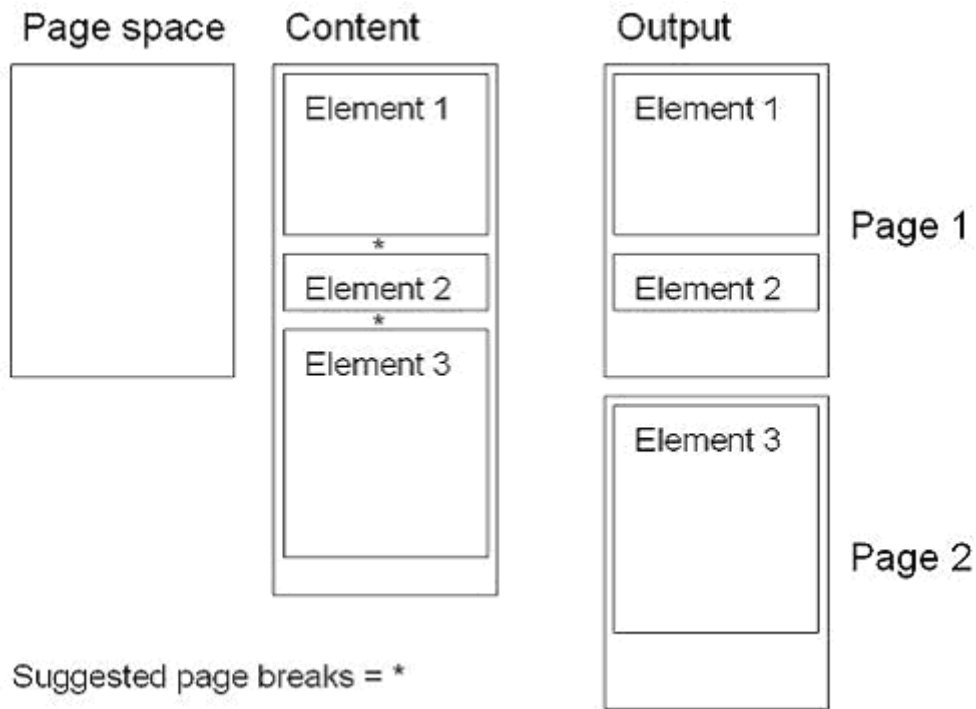 Page space
Content
Output
Element 1
*
Element 2
*
Element 3
Element 1
Element 2
Page 1
Element 3
Page 2
Suggested page breaks = *